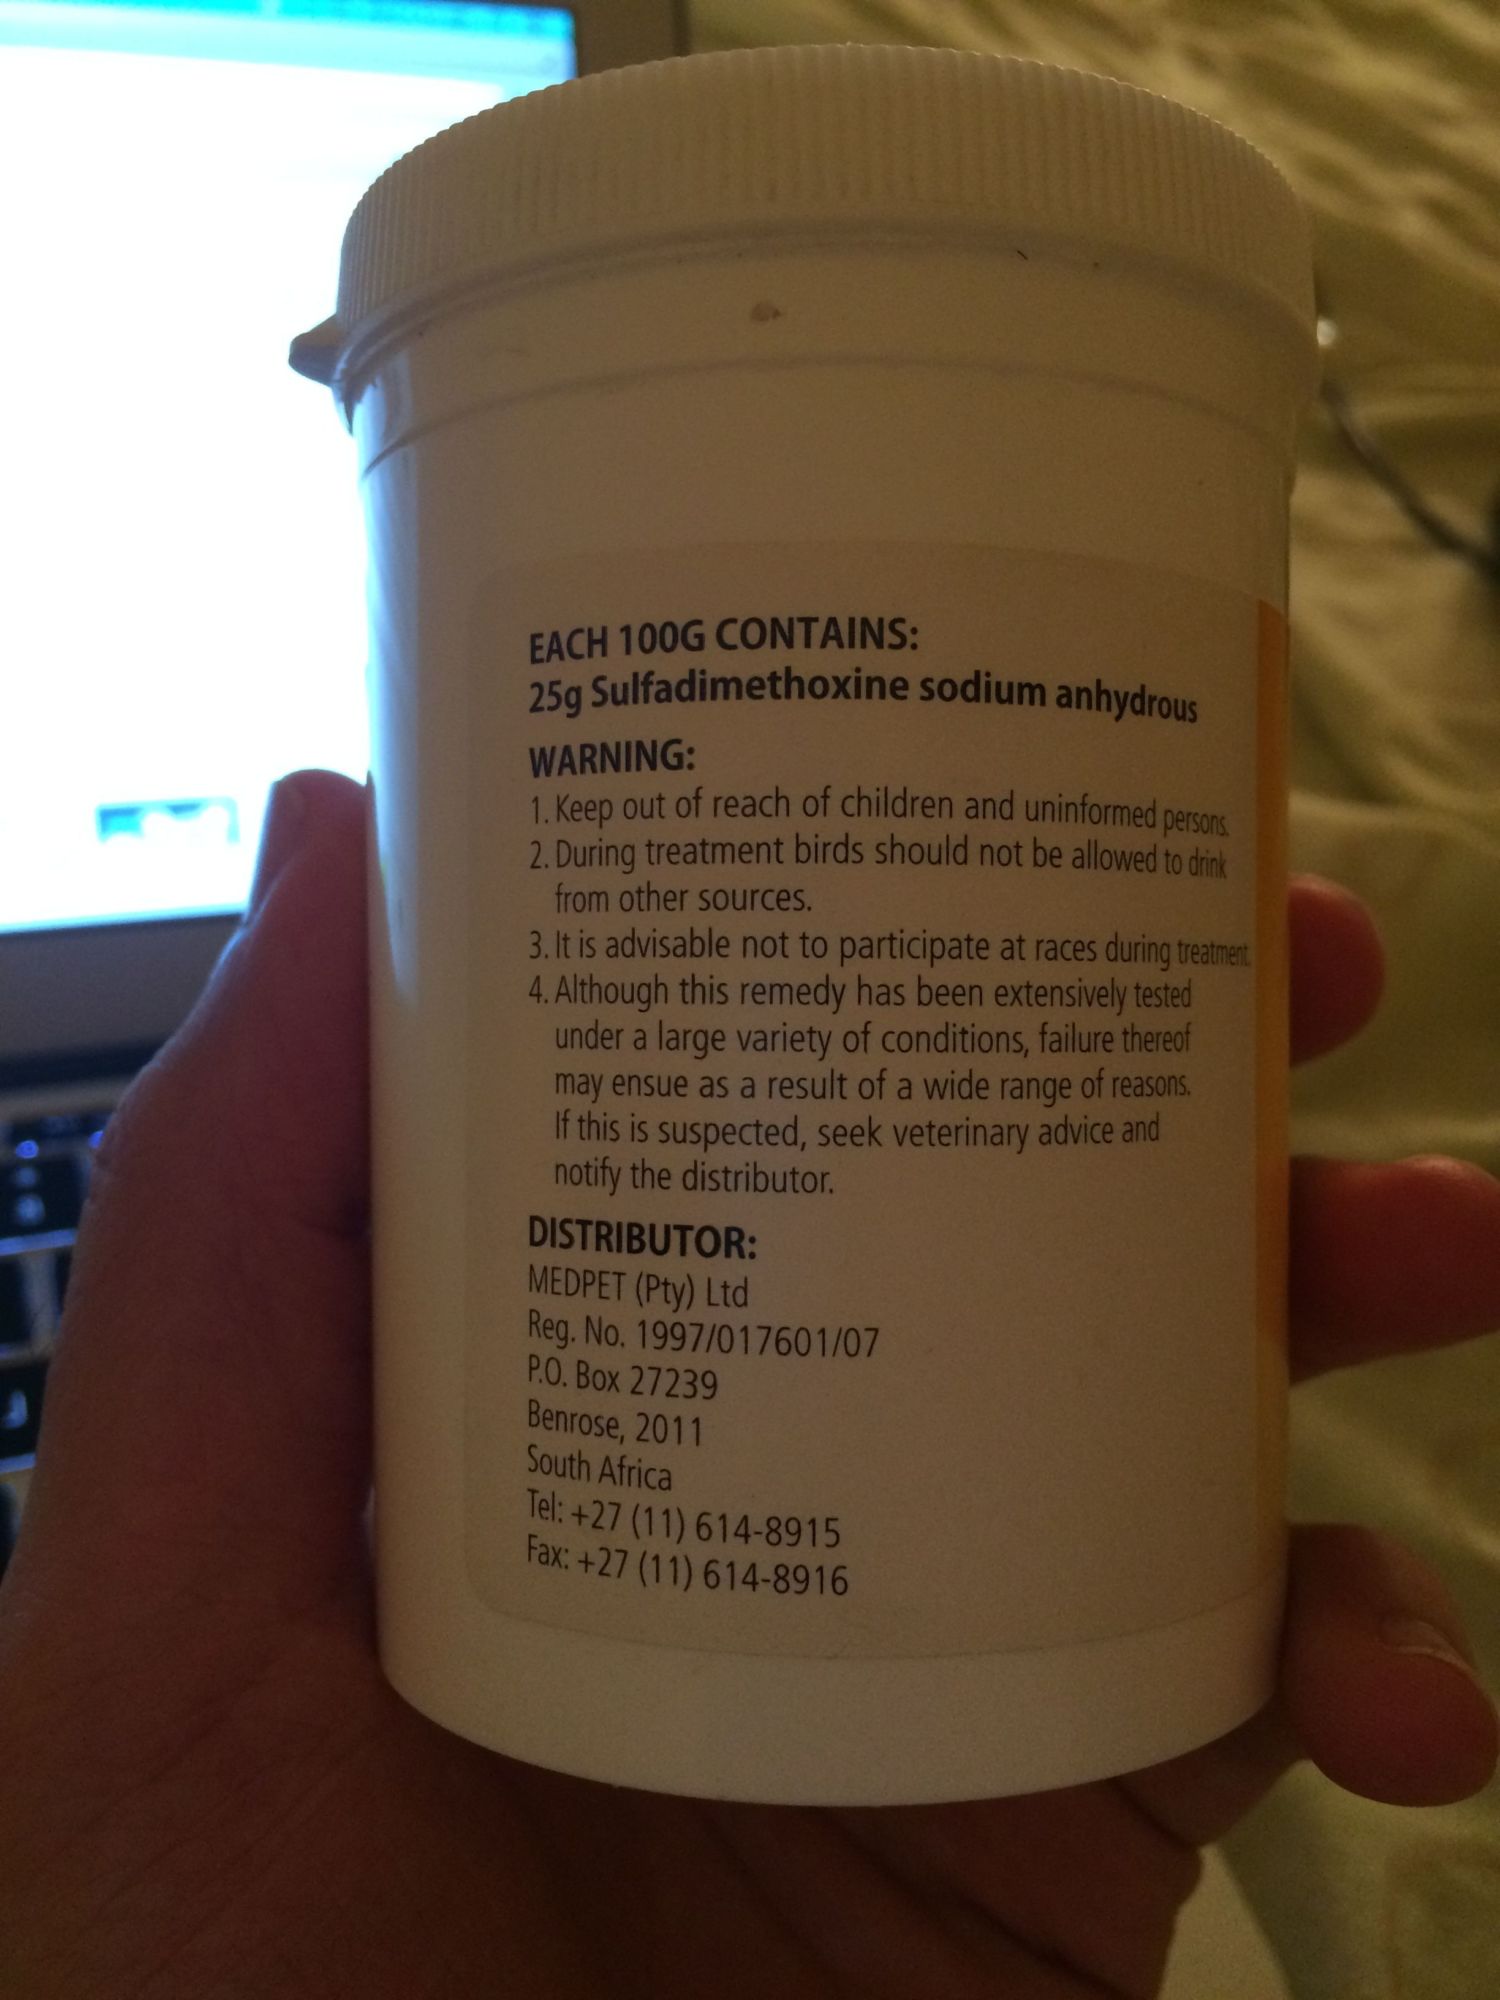 EACH 100G CONTAINS:
25g Sulfadimethoxine sodium anhydrous
WARNING:
1. Keep out of reach of children and uninformed persons.
2. During treatment birds should not be allowed to drink
from other sources.
3. It is advisable not to participate at races during treatment.
4. Although this remedy has been extensively tested
under a large variety of conditions, failure thereof
may ensue as a result of a wide range of reasons.
If this is suspected, seek veterinary advice and
notify the distributor.
DISTRIBUTOR:
MEDPET (Pty) Ltd
Reg. No. 1997/017601/07
P.O. Box 27239
Benrose, 2011
South Africa
Tel: +27 (11) 614-8915
Fax: +27 (11) 614-8916